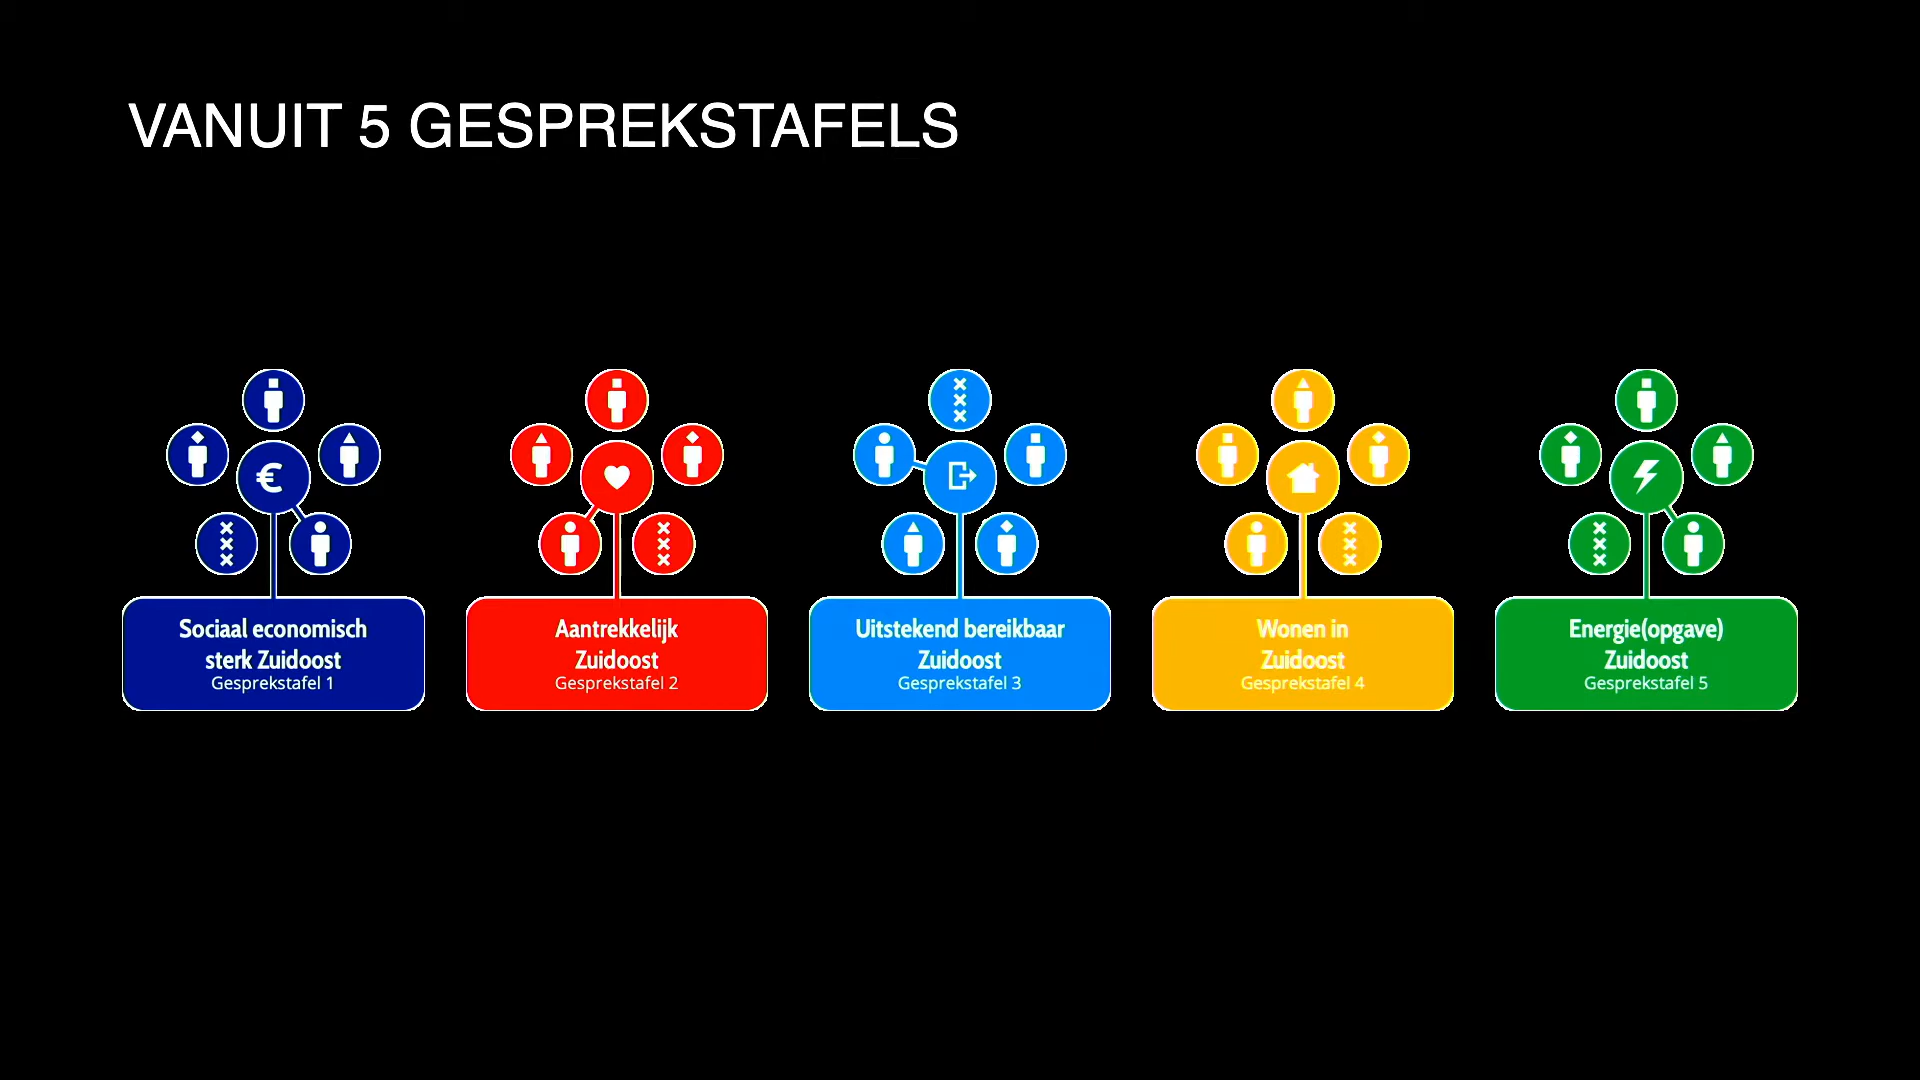 VANUIT 5 GESPREKSTAFELS
Sociaal economisch
sterk Zuidoost
Gesprekstafel 1
Aantrekkelijk
Zuidoost
Gesprekstafel 2
Uitstekend bereikbaar
Zuidoost
Gesprekstafel 3
Wonen in
Zuidoost
Gesprekstafel 4
Energie(opgave)
Zuidoost
Gesprekstafel 5